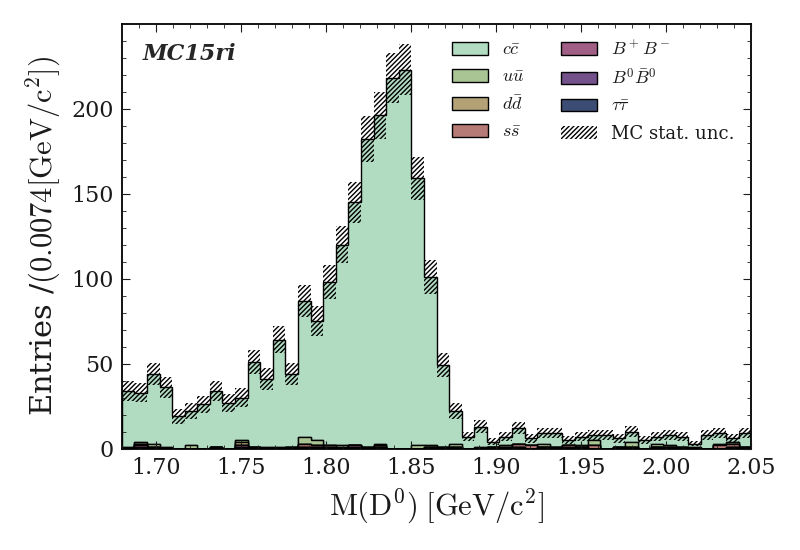 MC15ri
cc̄
uū
dd̄
ss̄
B⁺B⁻
B⁰B̄⁰
ττ̄
MC stat. unc.
Entries /(0.0074[GeV/c²])
200
150
100
50
0
1.70 1.75 1.80 1.85 1.90 1.95 2.00 2.05
M(D⁰) [GeV/c²]